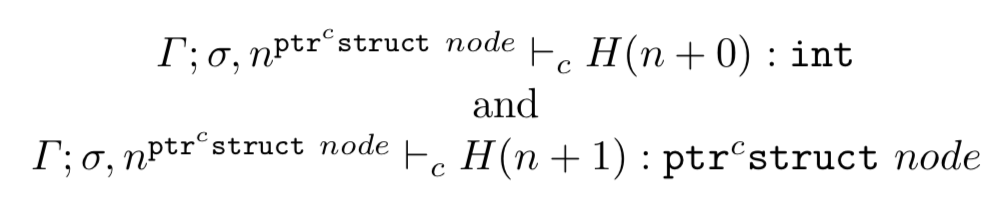 Γ; σ, n^{ptr^c struct node} ⊢_c H(n + 0) : int
and
Γ; σ, n^{ptr^c struct node} ⊢_c H(n + 1) : ptr^c struct node